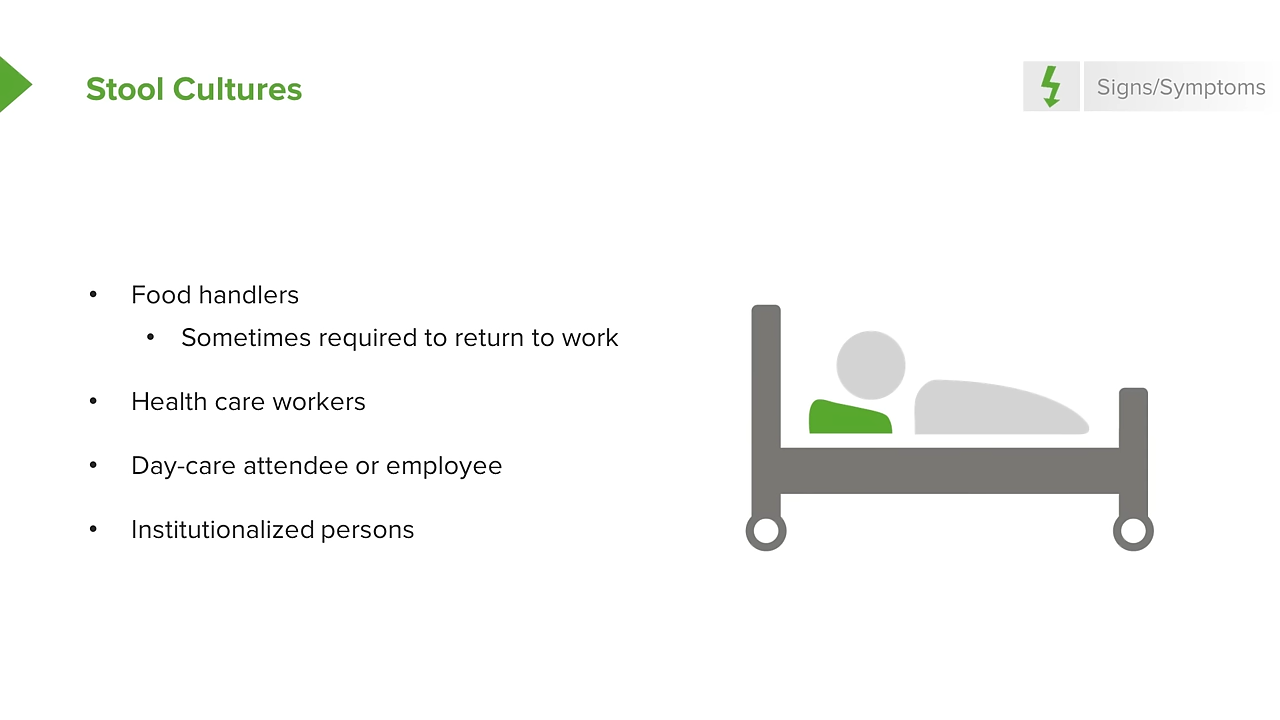 Stool Cultures
Signs/Symptoms
• Food handlers
• Sometimes required to return to work
• Health care workers
• Day-care attendee or employee
• Institutionalized persons